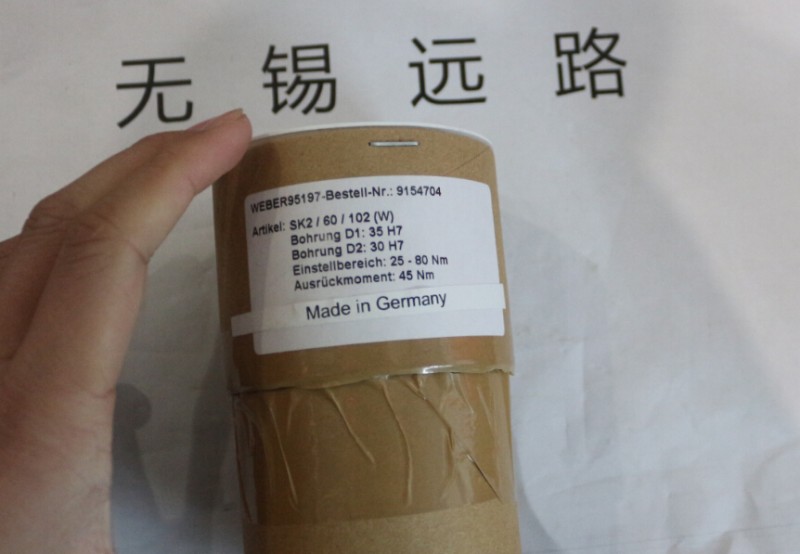 无锡远路
WEBER95197-Bestell-Nr.: 9154704
Artikel: SK2 / 60 / 102 (W)
Bohrung D1: 35 H7
Bohrung D2: 30 H7
Einstellbereich: 25 - 80 Nm
Ausrückmoment: 45 Nm
Made in Germany